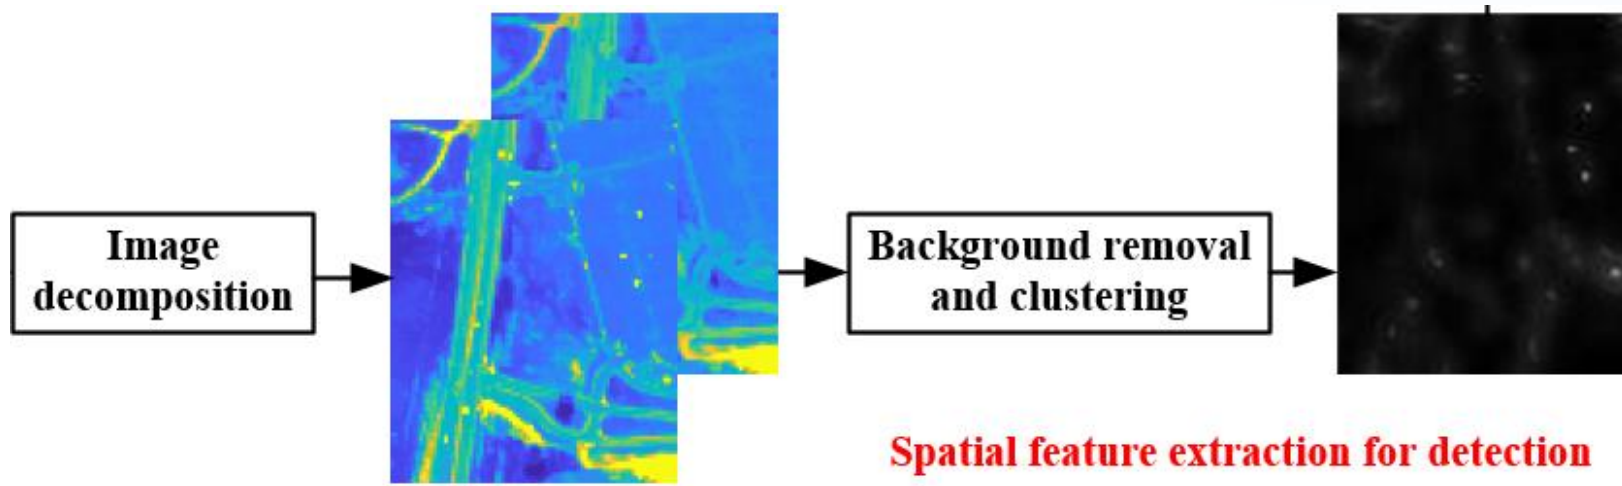 Image
decomposition
Background removal
and clustering
Spatial feature extraction for detection